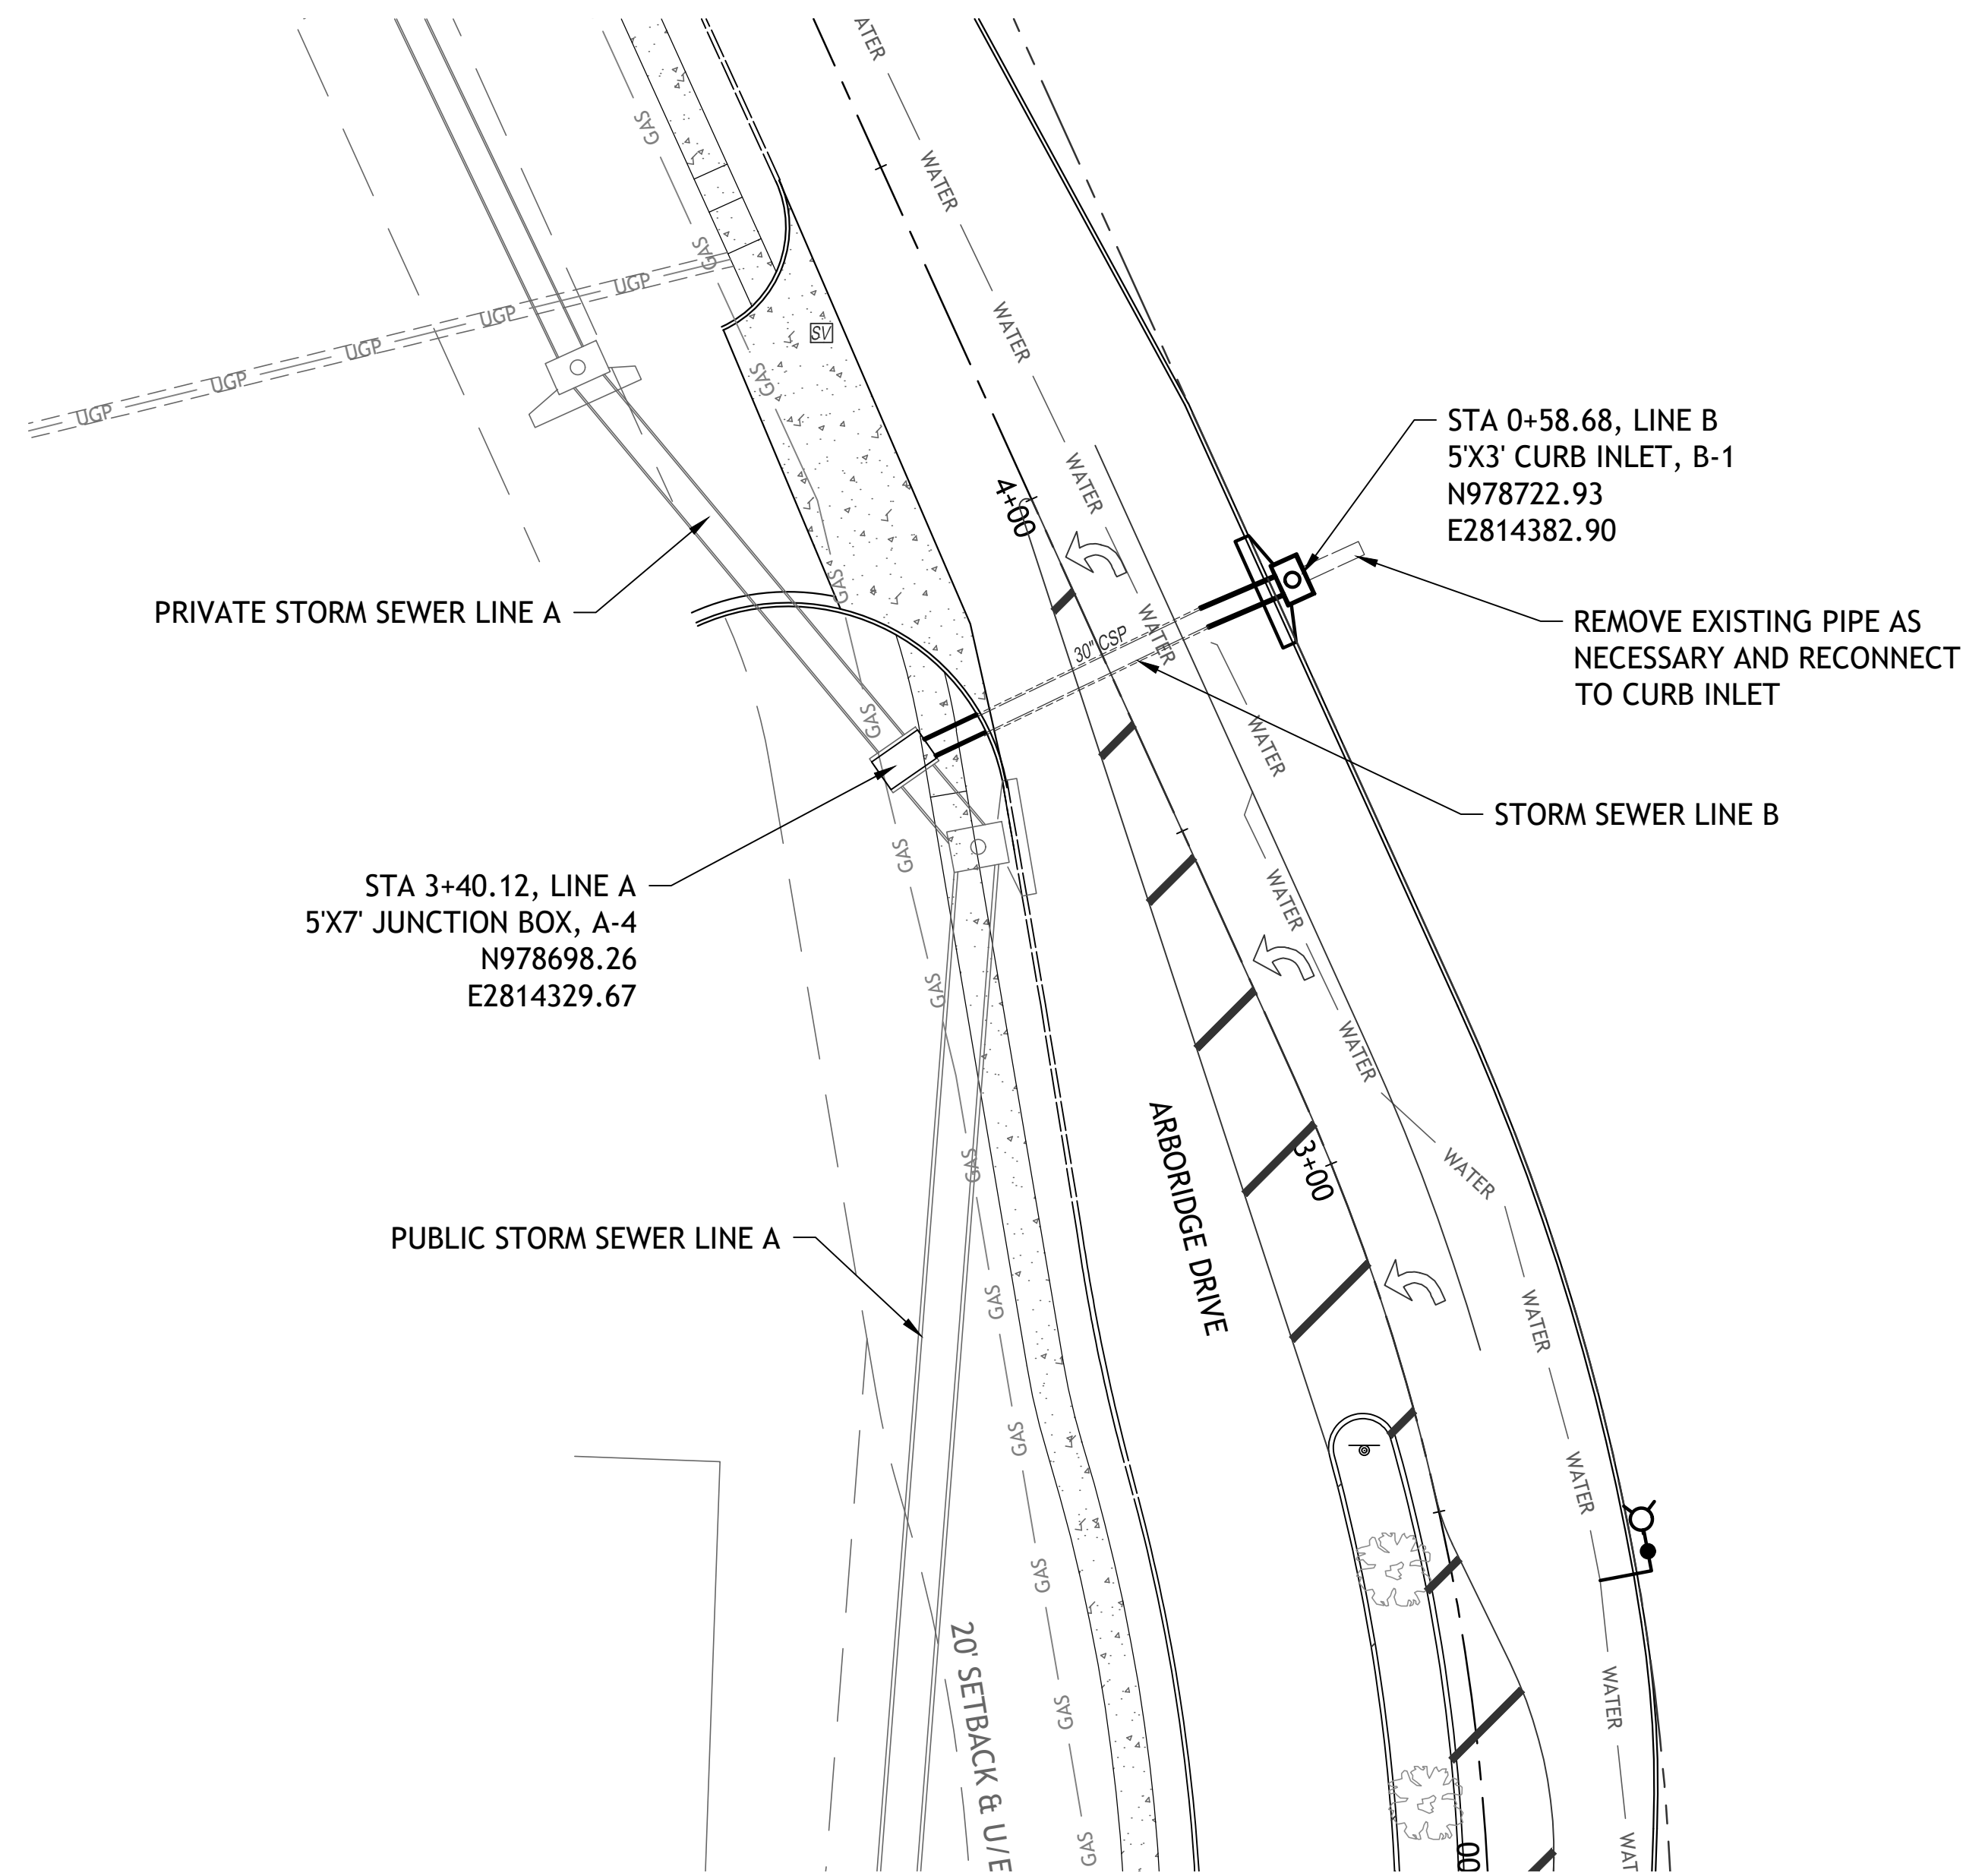 ATER
WATER
WATER
WATER
WATER
WATER
WATER
WATER
WATER
WATER
WATER
WATER
WAT
GAS
GAS
GAS
GAS
GAS
GAS
GAS
GAS
GAS
GAS
GAS
GAS
GAS
GAS
UGP
UGP
UGP
UGP
UGP
SV
4+00
30" CSP
STA 0+58.68, LINE B
5'X3' CURB INLET, B-1
N978722.93
E2814382.90
PRIVATE STORM SEWER LINE A
REMOVE EXISTING PIPE AS
NECESSARY AND RECONNECT
TO CURB INLET
STORM SEWER LINE B
STA 3+40.12, LINE A
5'X7' JUNCTION BOX, A-4
N978698.26
E2814329.67
ARBORIDGE DRIVE
3+00
PUBLIC STORM SEWER LINE A
20' SETBACK & U/E
00